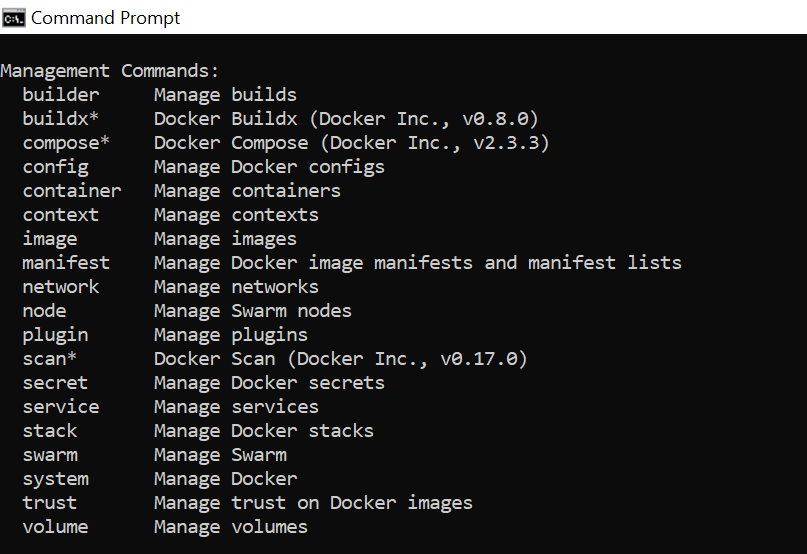 Command Prompt
Management Commands:
  builder     Manage builds
  buildx*     Docker Buildx (Docker Inc., v0.8.0)
  compose*    Docker Compose (Docker Inc., v2.3.3)
  config      Manage Docker configs
  container   Manage containers
  context     Manage contexts
  image       Manage images
  manifest    Manage Docker image manifests and manifest lists
  network     Manage networks
  node        Manage Swarm nodes
  plugin      Manage plugins
  scan*       Docker Scan (Docker Inc., v0.17.0)
  secret      Manage Docker secrets
  service     Manage services
  stack       Manage Docker stacks
  swarm       Manage Swarm
  system      Manage Docker
  trust       Manage trust on Docker images
  volume      Manage volumes